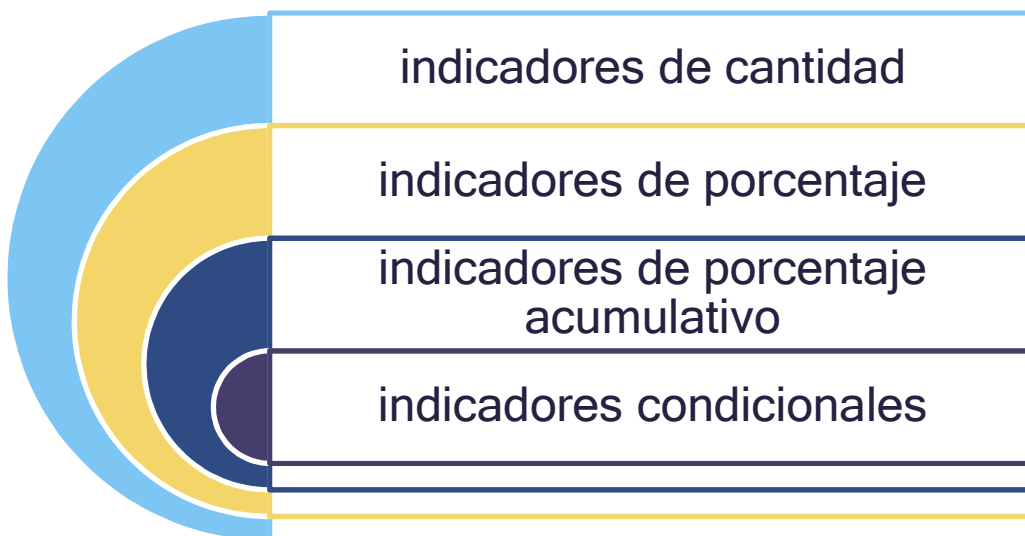 indicadores de cantidad
indicadores de porcentaje
indicadores de porcentaje
acumulativo
indicadores condicionales